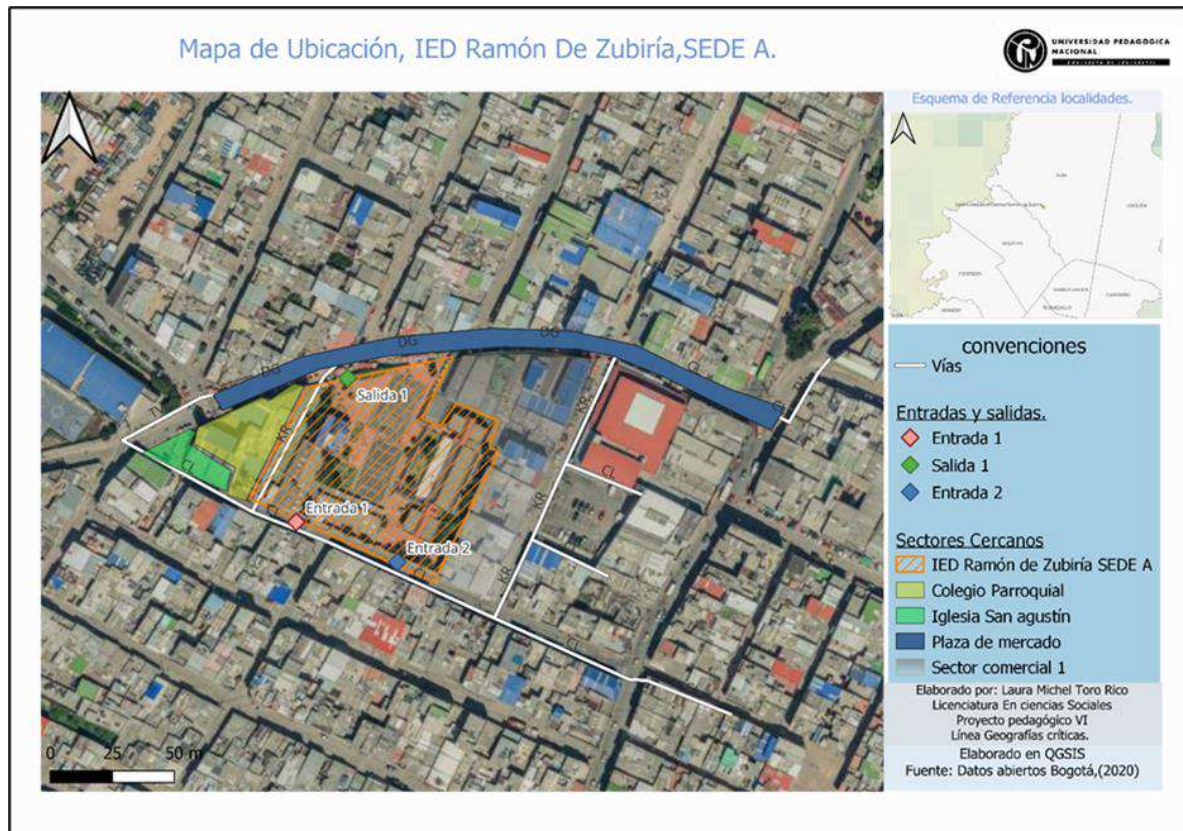 Mapa de Ubicación, IED Ramón De Zubiría,SEDE A.
UNIVERSIDAD PEDAGÓGICA
NACIONAL
Esquema de Referencia localidades.
SUBA
convenciones
Vías
Entradas y salidas.
Entrada 1
Salida 1
Entrada 2
Sectores Cercanos
IED Ramón de Zubiría SEDE A
Colegio Parroquial
Iglesia San agustín
Plaza de mercado
Sector comercial 1
Elaborado por: Laura Michel Toro Rico
Licenciatura En ciencias Sociales
Proyecto pedagógico VI
Línea Geografías críticas.
Elaborado en QGSIS
Fuente: Datos abiertos Bogotá,(2020)
DG
DG
DG
CL
TV
KR
KR
KR
KR
CL
CL
Salida 1
Entrada 1
Entrada 2
0 25 50 m